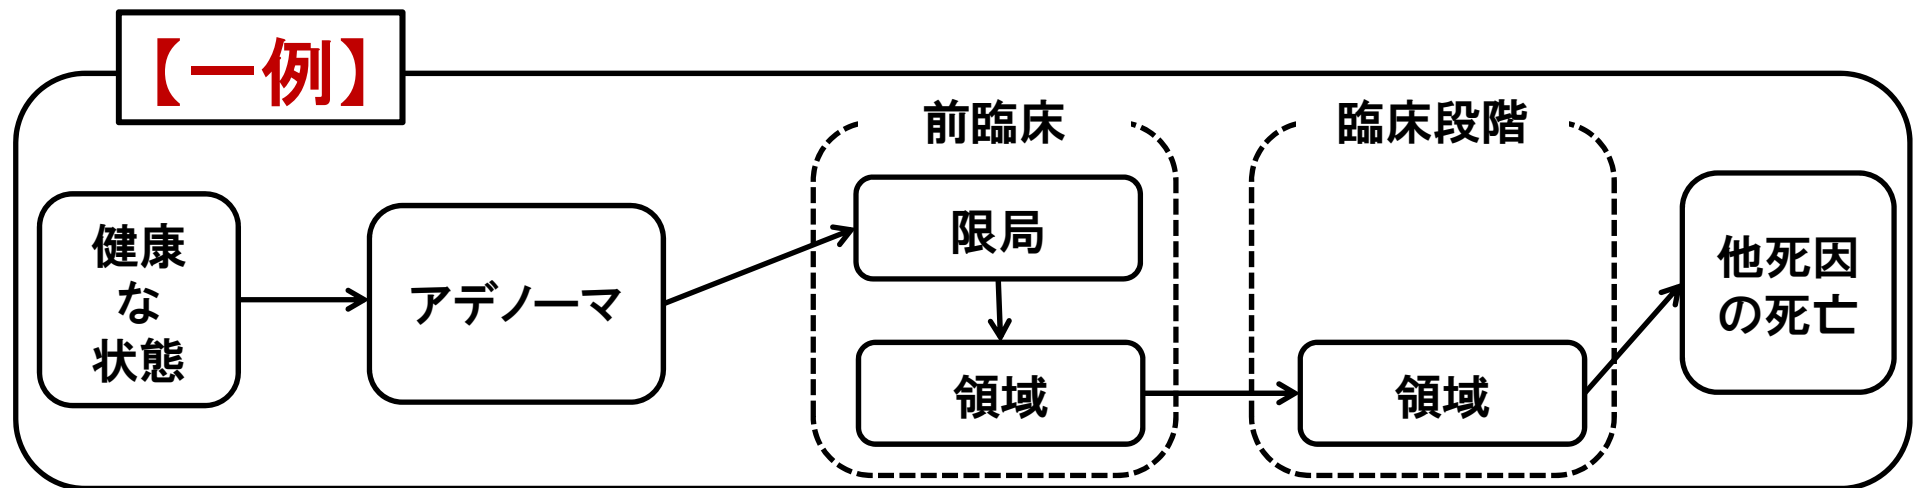 【一例】
健康
な
状態
アデノーマ
前臨床
限局
領域
臨床段階
領域
他死因
の死亡